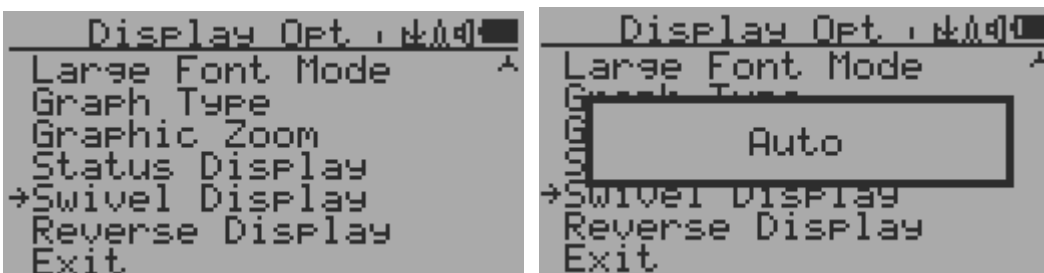 Display Opt
Large Font Mode
Graph Type
Graphic Zoom
Status Display
→Swivel Display
Reverse Display
Exit
Display Opt
Large Font Mode
Auto
→Swivel Display
Reverse Display
Exit